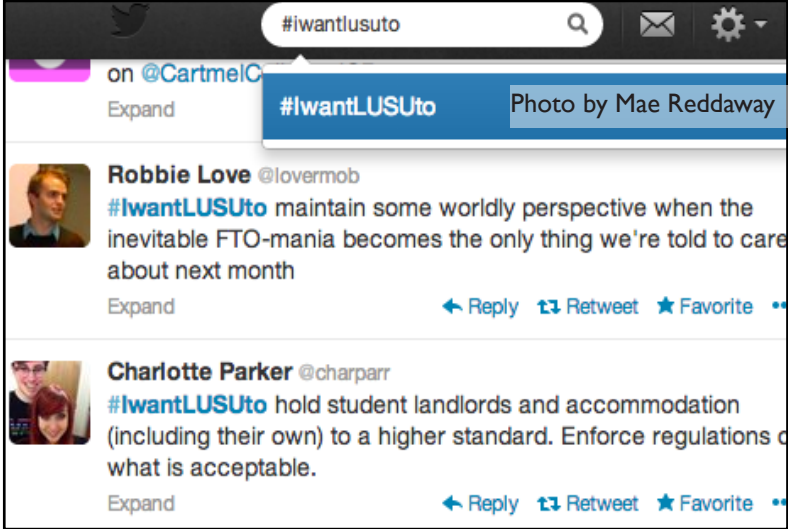 #iwantlusuto
on @CartmelC
Expand
#IwantLUSUto Photo by Mae Reddaway
Robbie Love @lovermob
#IwantLUSUto maintain some worldly perspective when the
inevitable FTO-mania becomes the only thing we're told to care
about next month
Expand Reply Retweet Favorite
Charlotte Parker @charparr
#IwantLUSUto hold student landlords and accommodation
(including their own) to a higher standard. Enforce regulations
what is acceptable.
Expand Reply Retweet Favorite